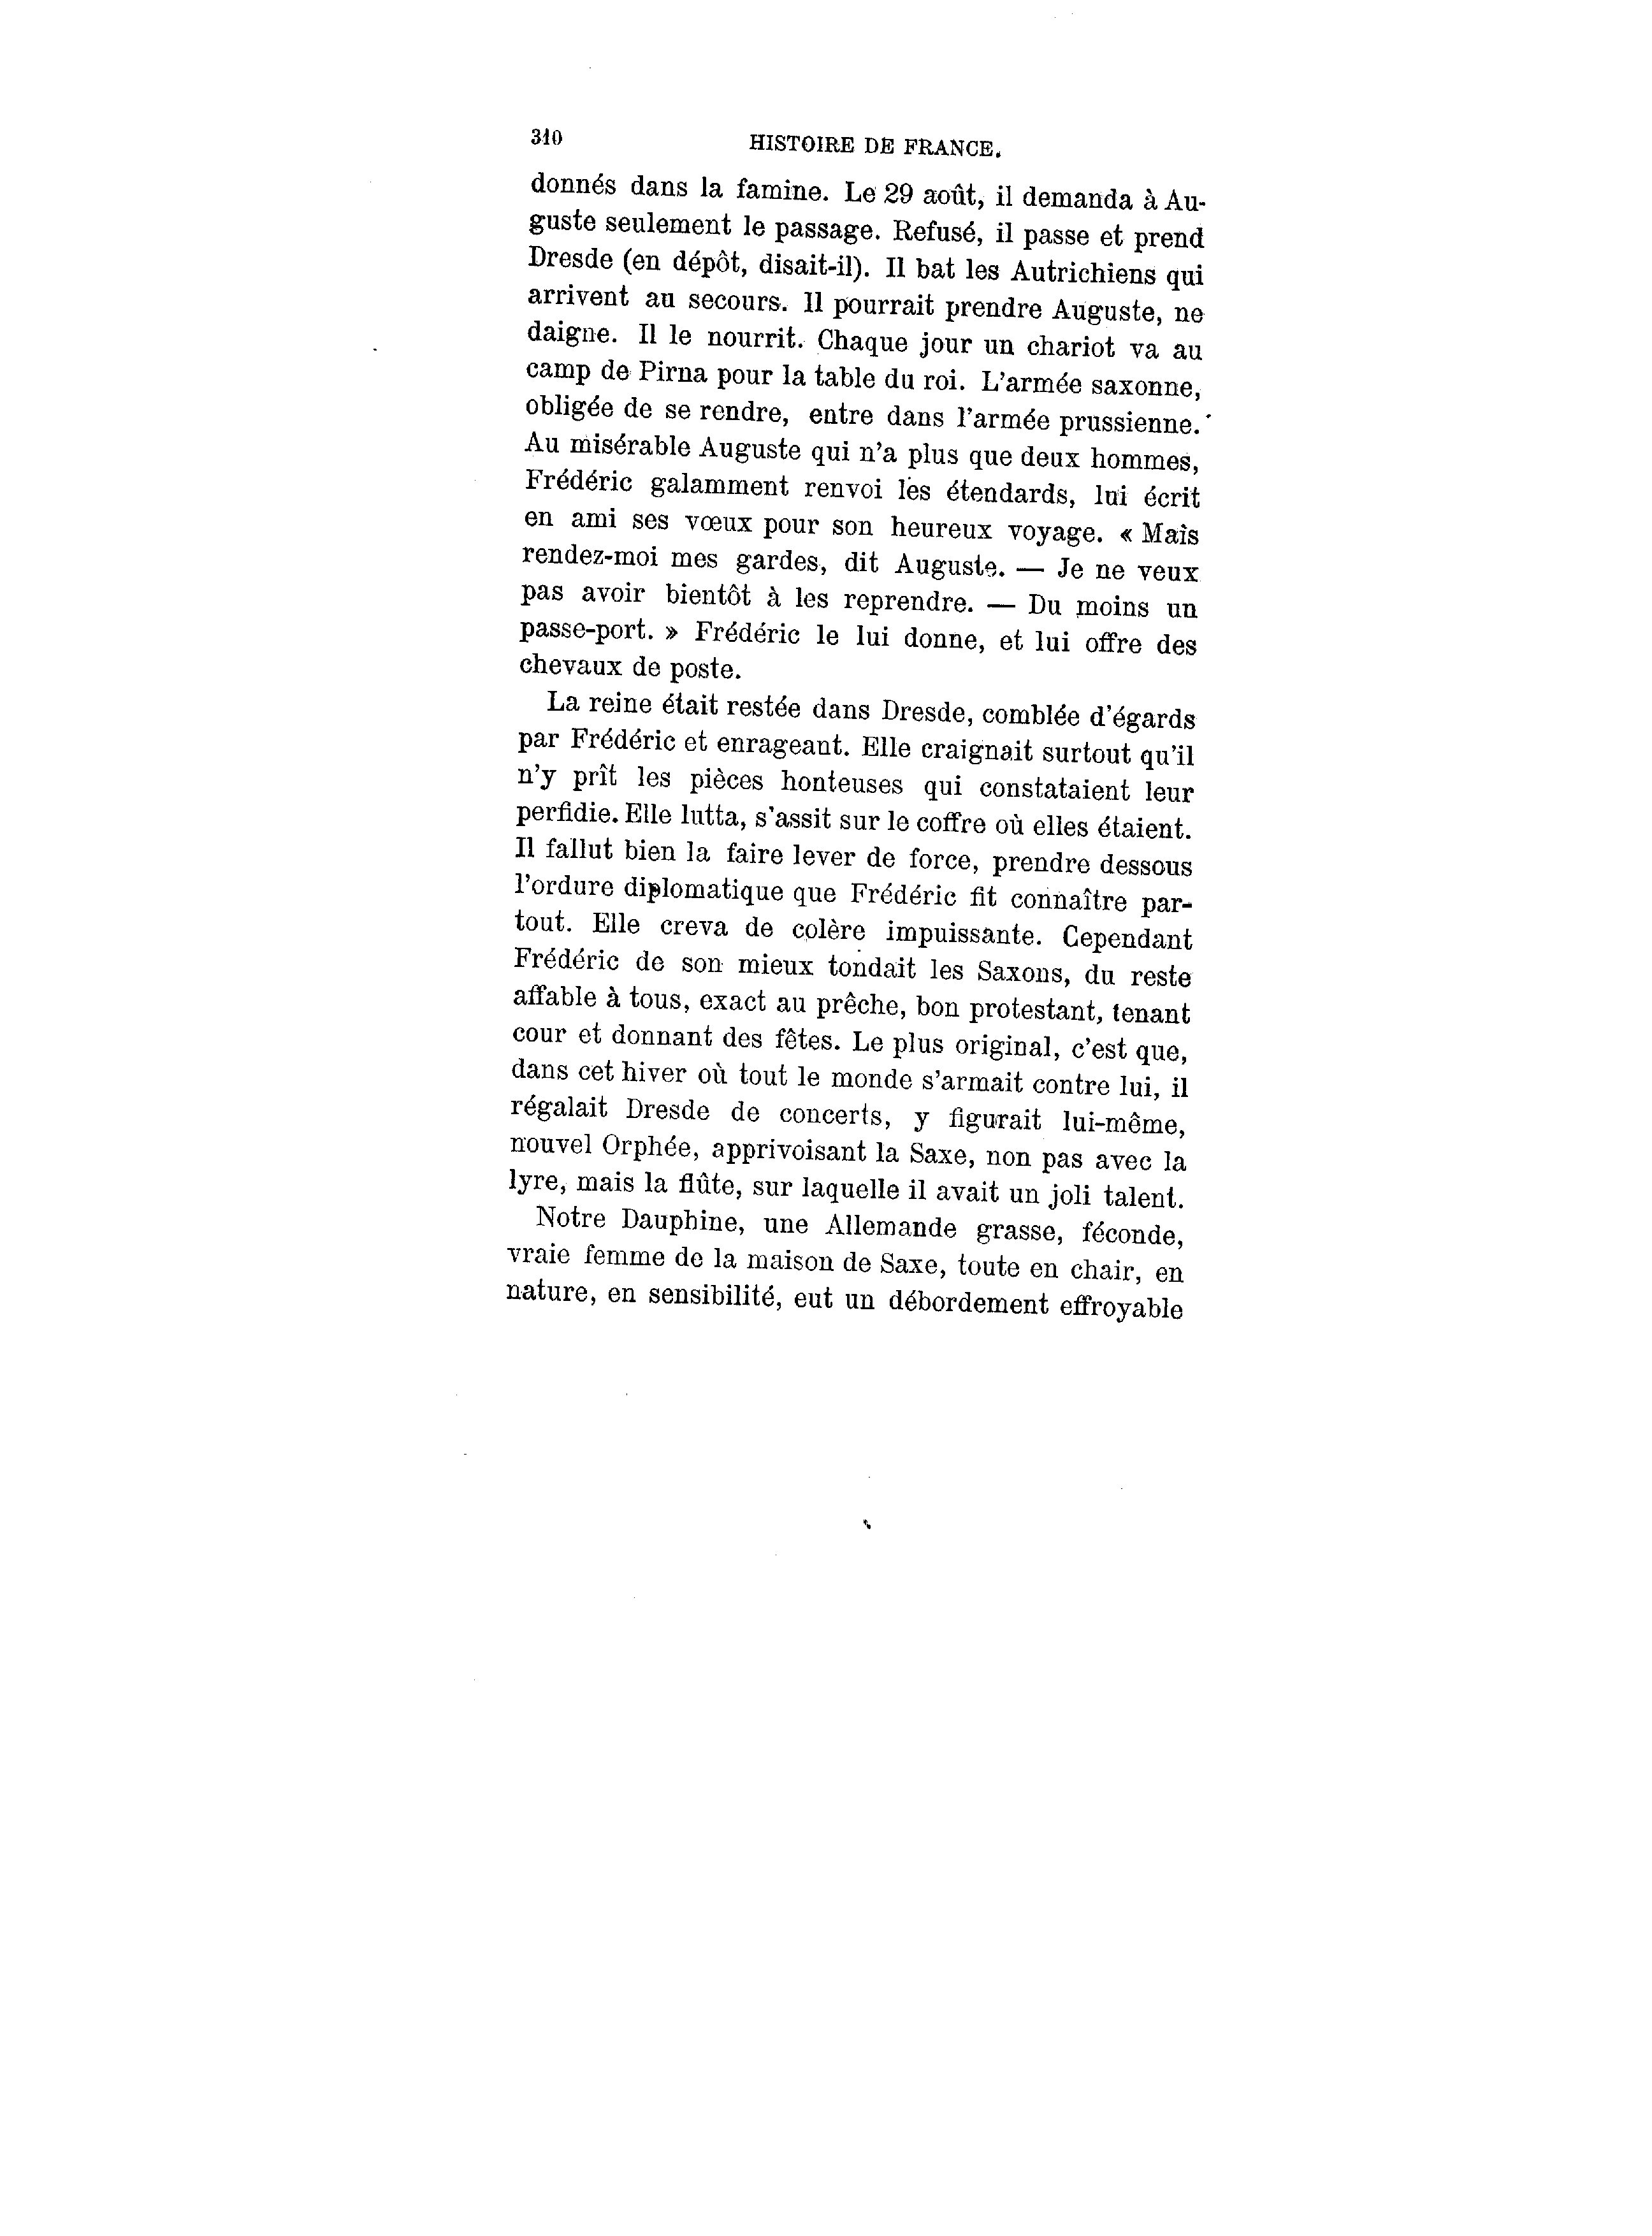 310
HISTOIRE DE FRANCE.
donnés dans la famine. Le 29 août, il demanda à Au-
guste seulement le passage. Refusé, il passe et prend
Dresde (en dépôt, disait-il). Il bat les Autrichiens qui
arrivent au secours. Il pourrait prendre Auguste, ne
daigne. Il le nourrit. Chaque jour un chariot va au
camp de Pirna pour la table du roi. L'armée saxonne,
obligée de se rendre, entre dans l'armée prussienne.
Au misérable Auguste qui n'a plus que deux hommes,
Frédéric galamment renvoi les étendards, lui écrit
en ami ses vœux pour son heureux voyage. « Mais
rendez-moi mes gardes, dit Auguste. — Je ne veux
pas avoir bientôt à les reprendre. — Du moins un
passe-port. » Frédéric le lui donne, et lui offre des
chevaux de poste.
La reine était restée dans Dresde, comblée d'égards
par Frédéric et enrageant. Elle craignait surtout qu'il
n'y prît les pièces honteuses qui constataient leur
perfidie. Elle lutta, s'assit sur le coffre où elles étaient.
Il fallut bien la faire lever de force, prendre dessous
l'ordure diplomatique que Frédéric fit connaître par-
tout. Elle creva de colère impuissante. Cependant
Frédéric de son mieux tondait les Saxons, du reste
affable à tous, exact au prêche, bon protestant, tenant
cour et donnant des fêtes. Le plus original, c'est que,
dans cet hiver où tout le monde s'armait contre lui, il
régalait Dresde de concerts, y figurait lui-même,
nouvel Orphée, apprivoisant la Saxe, non pas avec la
lyre, mais la flûte, sur laquelle il avait un joli talent.
Notre Dauphine, une Allemande grasse, féconde,
vraie femme de la maison de Saxe, toute en chair, en
nature, en sensibilité, eut un débordement effroyable